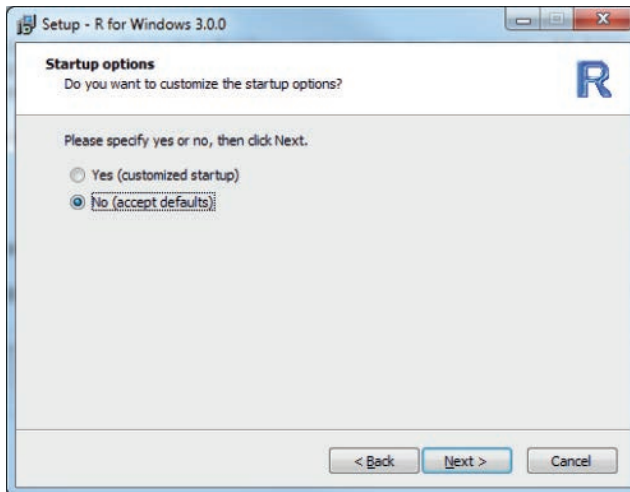 Setup - R for Windows 3.0.0
Startup options
Do you want to customize the startup options?
R
Please specify yes or no, then click Next.
Yes (customized startup)
No (accept defaults)
< Back Next > Cancel